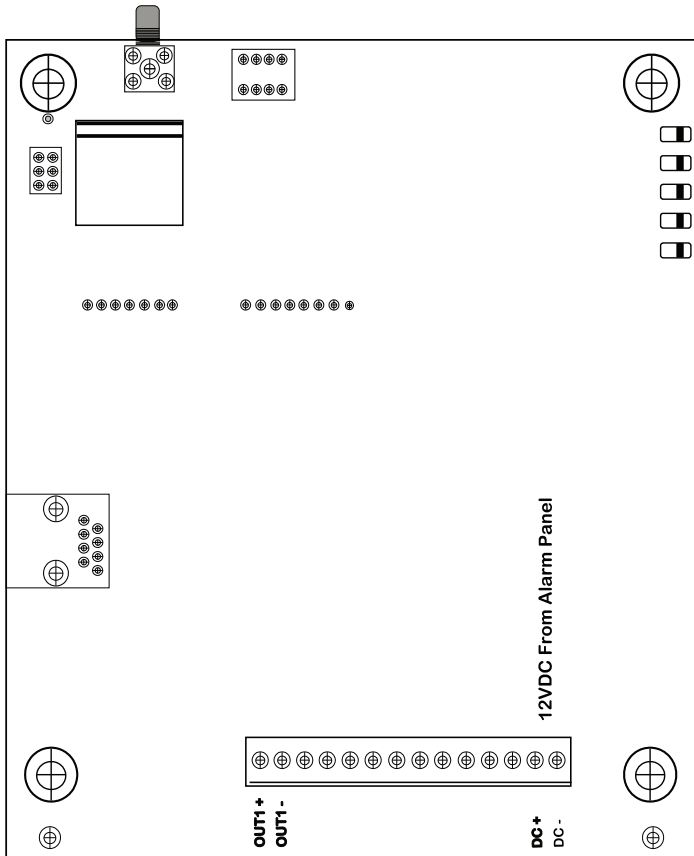 12VDC From Alarm Panel
OUT1 +
OUT1 -
DC +
DC -